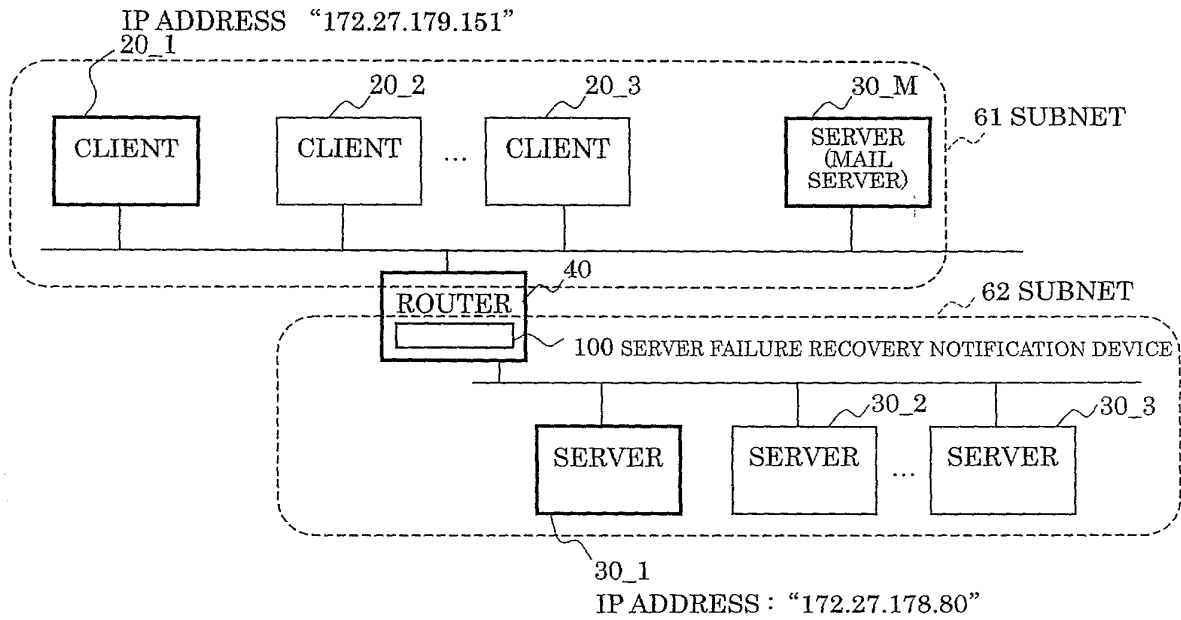 IP ADDRESS “172.27.179.151”
20_1
20_2
20_3
30_M
61 SUBNET
CLIENT
CLIENT
...
CLIENT
SERVER
(MAIL
SERVER)
40
ROUTER
62 SUBNET
100 SERVER FAILURE RECOVERY NOTIFICATION DEVICE
30_2
30_3
SERVER
SERVER
...
SERVER
30_1
IP ADDRESS : “172.27.178.80”